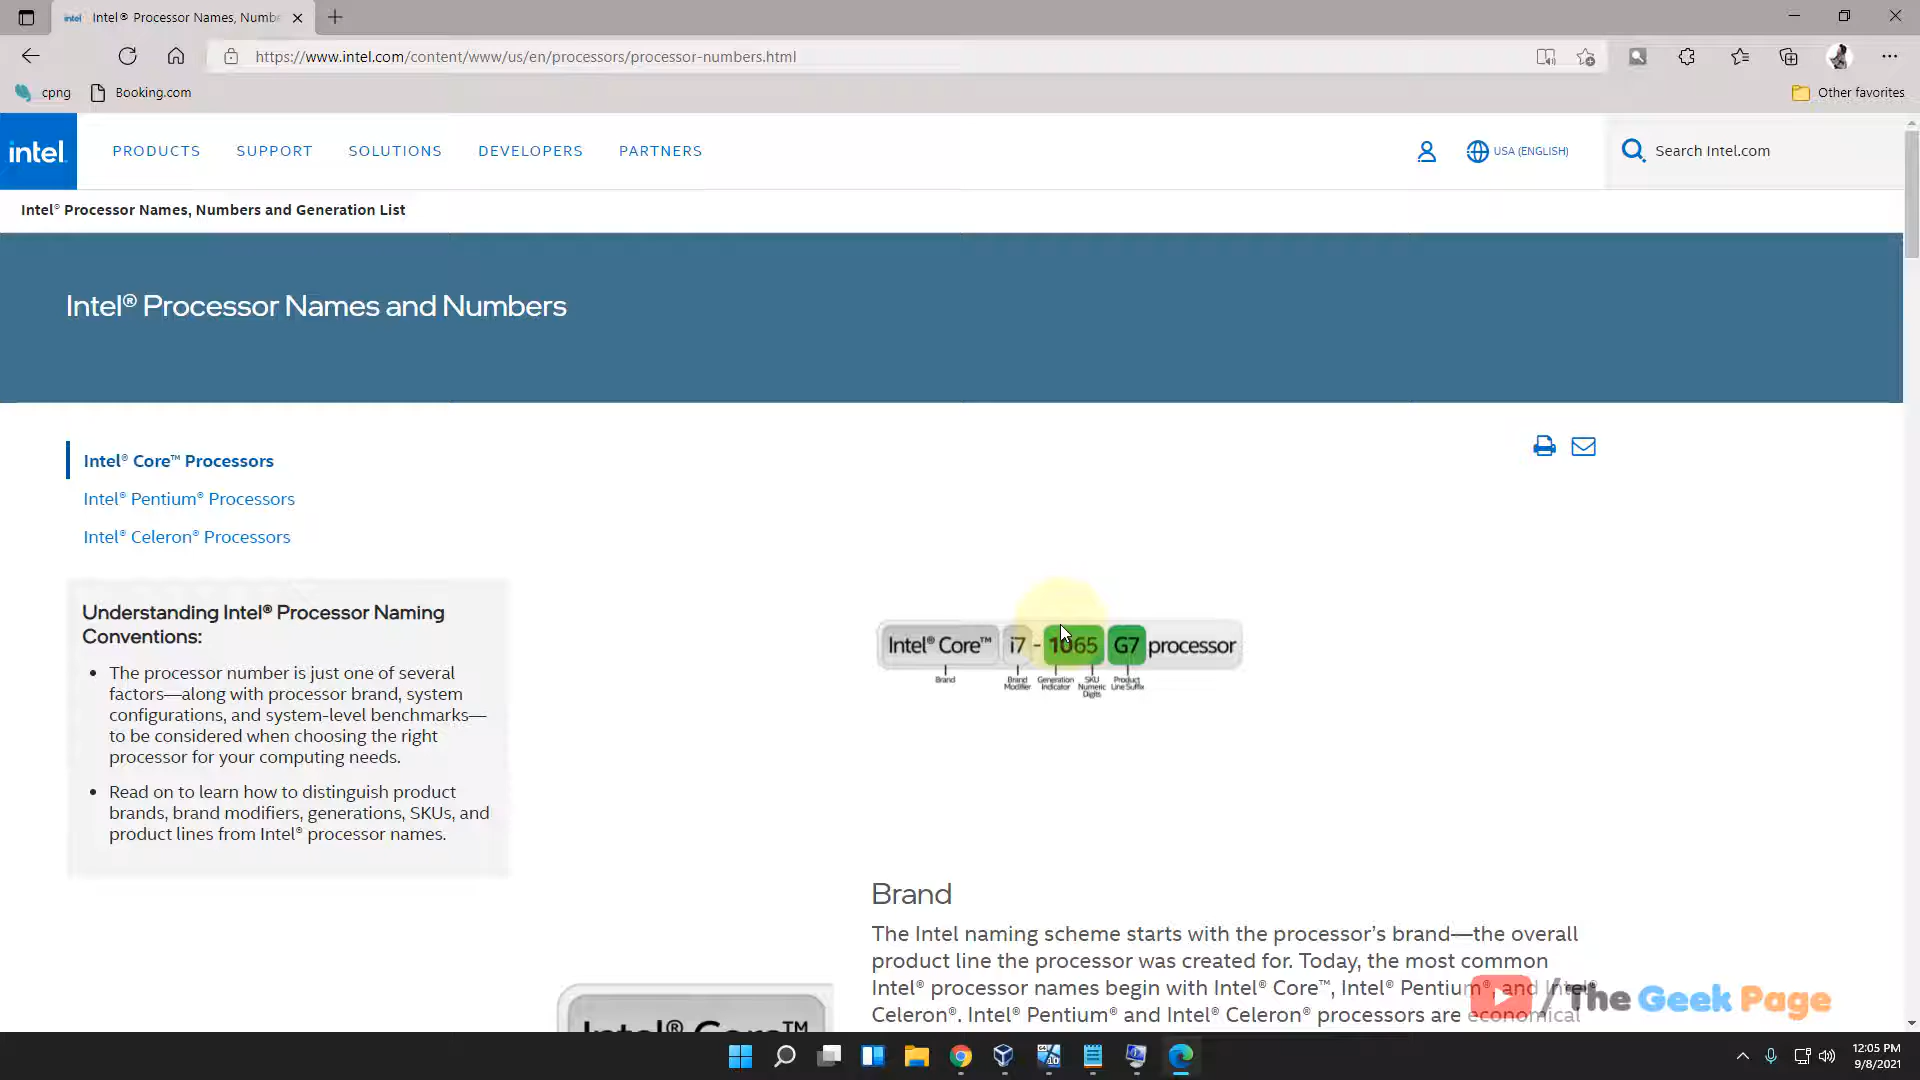 Intel® Processor Names, Numbe
https://www.intel.com/content/www/us/en/processors/processor-numbers.html
cpng
Booking.com
Other favorites
intel.
PRODUCTS
SUPPORT
SOLUTIONS
DEVELOPERS
PARTNERS
USA (ENGLISH)
Search Intel.com
Intel® Processor Names, Numbers and Generation List
Intel® Processor Names and Numbers
Intel® Core™ Processors
Intel® Pentium® Processors
Intel® Celeron® Processors
Understanding Intel® Processor Naming
Conventions:
• The processor number is just one of several
factors—along with processor brand, system
configurations, and system-level benchmarks—
to be considered when choosing the right
processor for your computing needs.
• Read on to learn how to distinguish product
brands, brand modifiers, generations, SKUs, and
product lines from Intel® processor names.
Intel® Core™ i7 - 1065 G7 processor
Brand
Brand Modifier
Generation Indicator
SKU Numeric Digits
Product Line Suffix
Brand
The Intel naming scheme starts with the processor's brand—the overall
product line the processor was created for. Today, the most common
Intel® processor names begin with Intel® Core™, Intel® Pentium®, and Intel®
Celeron®. Intel® Pentium® and Intel® Celeron® processors are economical
Intel® Core™
/The Geek Page
12:05 PM
9/8/2021